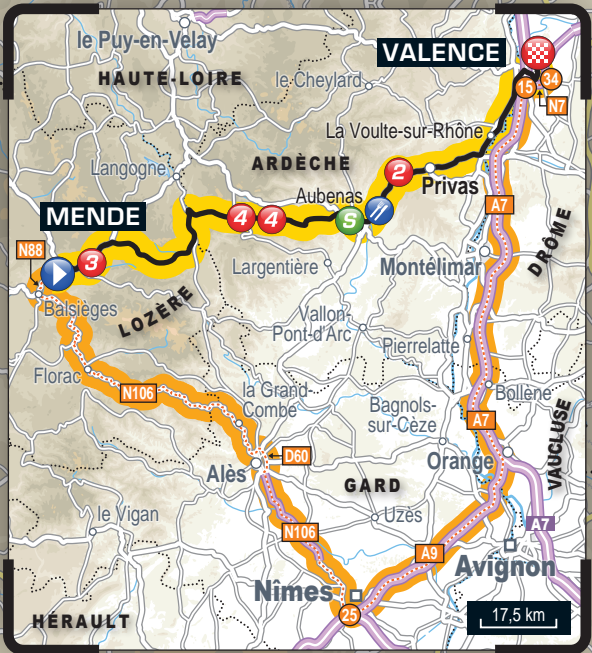 le Puy-en-Velay
VALENCE
HAUTE-LOIRE
le Cheylard
15
34
N7
La Voulte-sur-Rhône
Langogne
ARDÈCHE
2
Privas
Aubenas
MENDE
4
4
S
A7
DRÔME
N88
3
Largentière
Montélimar
Balsièges
LOZÈRE
Vallon-
Pont-d'Arc
Pierrelatte
Florac
N106
la Grand-
Combe
Bagnols-
sur-Cèze
Bollène
A7
VAUCLUSE
D60
Orange
Alès
GARD
le Vigan
Uzès
A7
N106
A9
Avignon
Nîmes
25
HÉRAULT
17,5 km